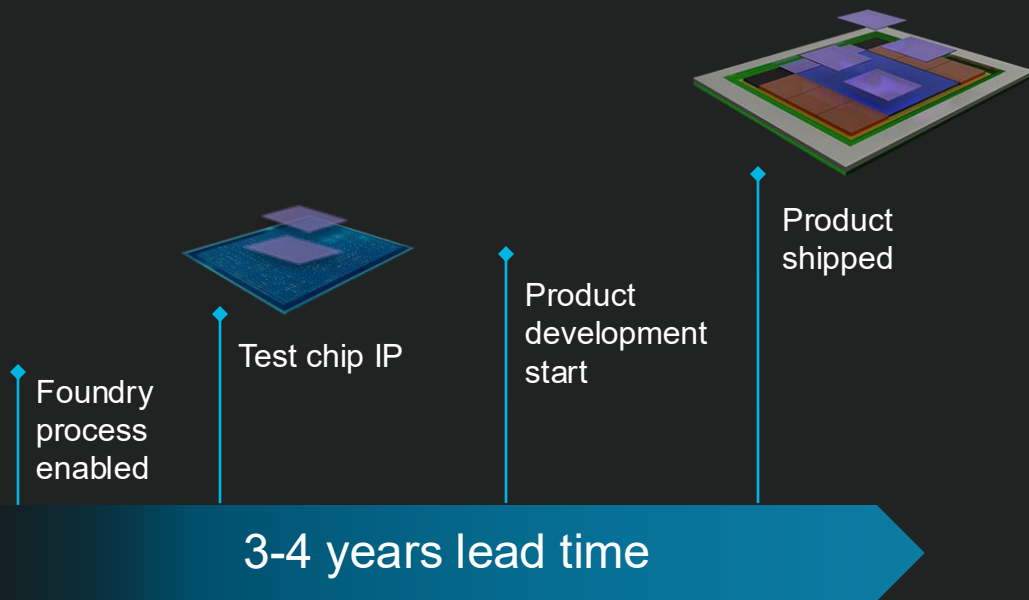 Foundry
process
enabled
Test chip IP
Product
development
start
Product
shipped
3-4 years lead time